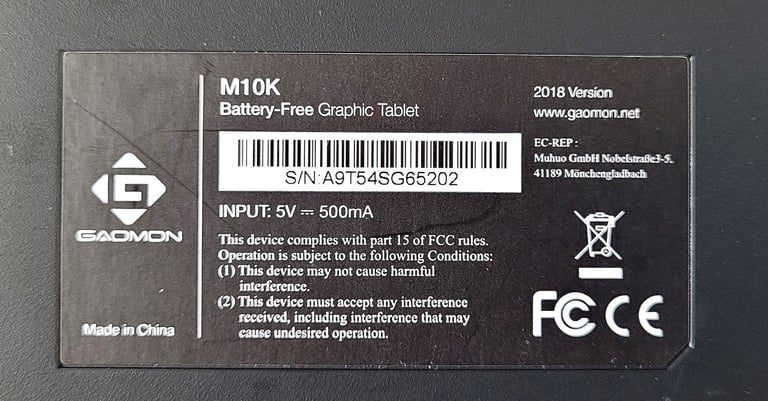 M10K
Battery-Free Graphic Tablet
S/N:A9T54SG65202
INPUT: 5V ⎓ 500mA
This device complies with part 15 of FCC rules.
Operation is subject to the following Conditions:
(1) This device may not cause harmful
interference.
(2) This device must accept any interference
received, including interference that may
cause undesired operation.
GAOMON
Made in China
2018 Version
www.gaomon.net
EC-REP :
Muhuo GmbH Nobelstraße3-5.
41189 Mönchengladbach
FC CE